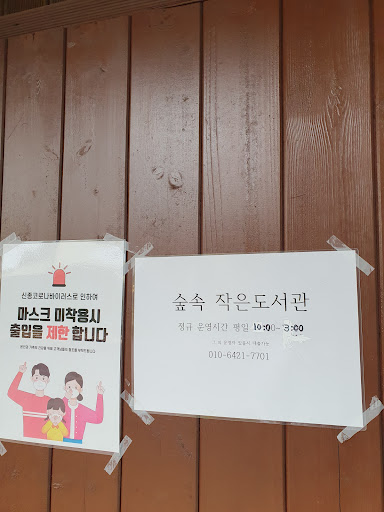 신종코로나바이러스로 인하여
마스크 미착용시
출입을 제한 합니다
숲속 작은도서관
정규 운영시간 평일 10:00~ :00
010-6421-7701